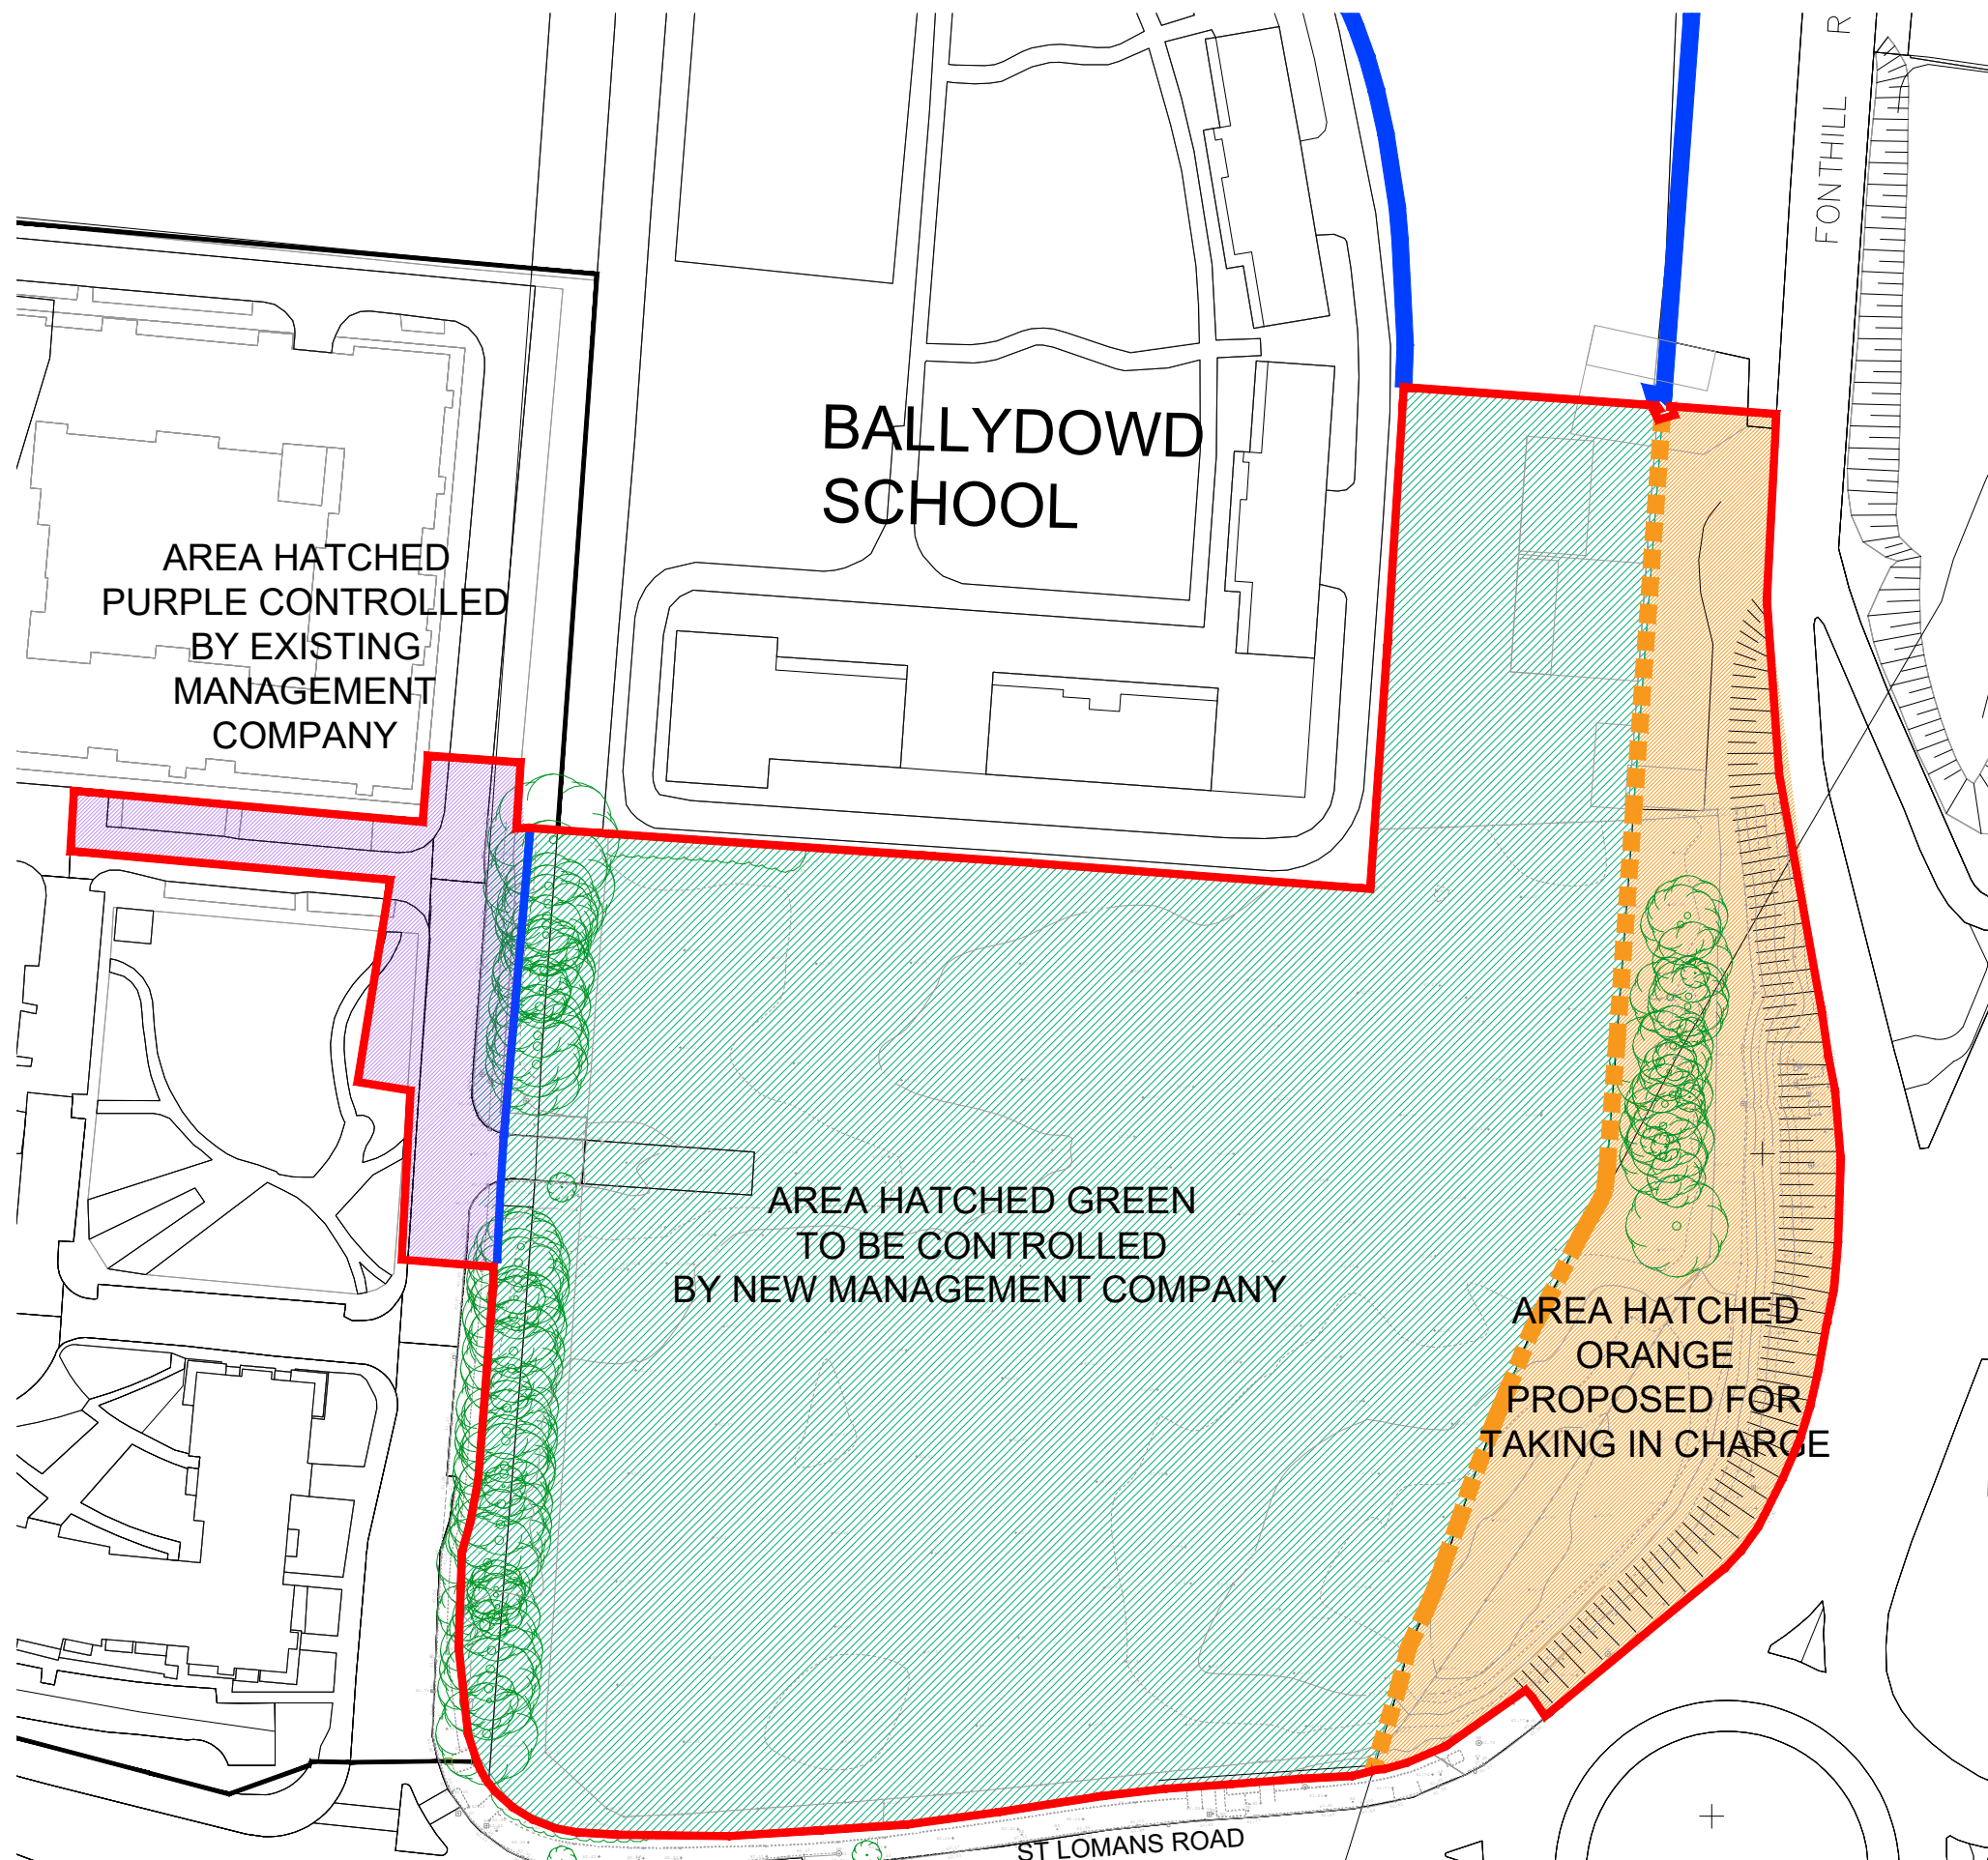 FONTHILL R
BALLYDOWD
SCHOOL
AREA HATCHED
PURPLE CONTROLLED
BY EXISTING
MANAGEMENT
COMPANY
AREA HATCHED GREEN
TO BE CONTROLLED
BY NEW MANAGEMENT COMPANY
AREA HATCHED
ORANGE
PROPOSED FOR
TAKING IN CHARGE
ST LOMANS ROAD